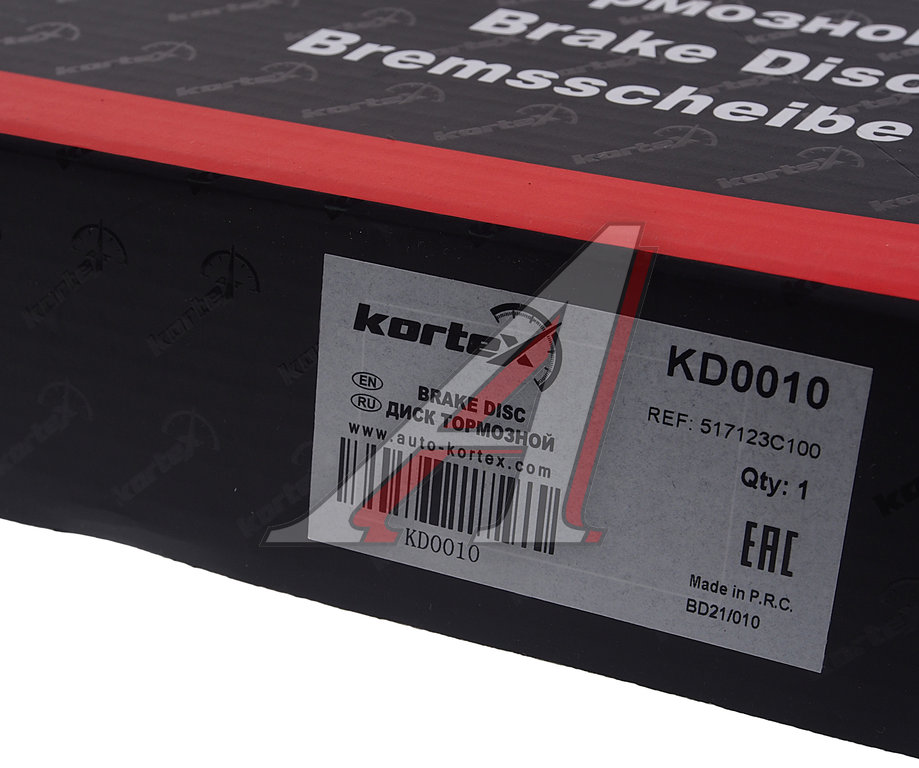 Brake Disc
Bremsscheibe
kortex
KD0010
EN
BRAKE DISC
RU
ДИСК ТОРМОЗНОЙ
REF: 517123C100
www.auto-kortex.com
Qty: 1
KD0010
EAC
Made in P.R.C.
BD21/010